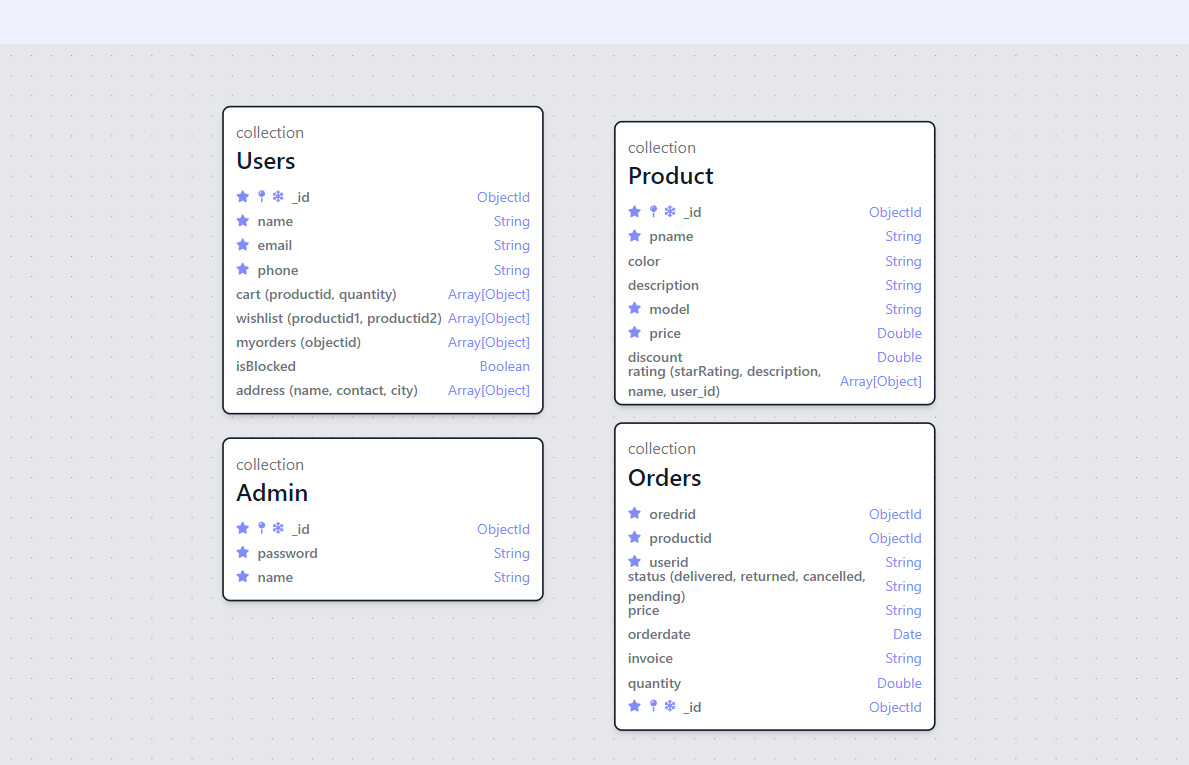 collection
Users
_id ObjectId
name String
email String
phone String
cart (productid, quantity) Array[Object]
wishlist (productid1, productid2) Array[Object]
myorders (objectid) Array[Object]
isBlocked Boolean
address (name, contact, city) Array[Object]
collection
Product
_id ObjectId
pname String
color String
description String
model String
price Double
discount Double
rating (starRating, description,
name, user_id) Array[Object]
collection
Admin
_id ObjectId
password String
name String
collection
Orders
oredrid ObjectId
productid ObjectId
userid String
status (delivered, returned, cancelled,
pending) String
price String
orderdate Date
invoice String
quantity Double
_id ObjectId